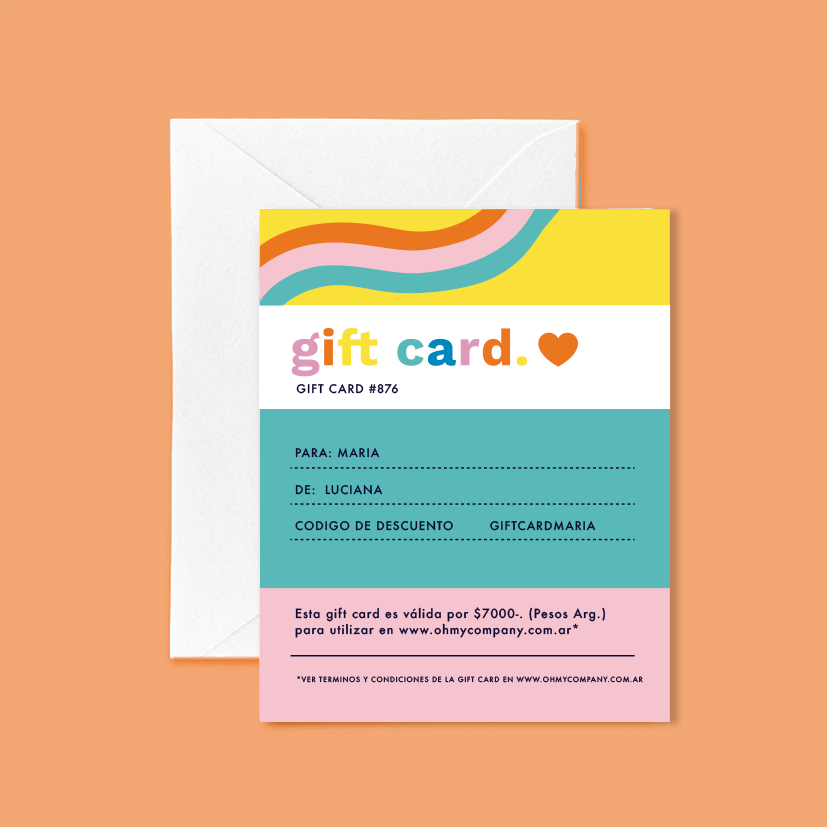 gift card.
GIFT CARD #876
PARA: MARIA
DE: LUCIANA
CODIGO DE DESCUENTO GIFTCARDMARIA
Esta gift card es válida por $7000-. (Pesos Arg.)
para utilizar en www.ohmycompany.com.ar*
*VER TERMINOS Y CONDICIONES DE LA GIFT CARD EN WWW.OHMYCOMPANY.COM.AR